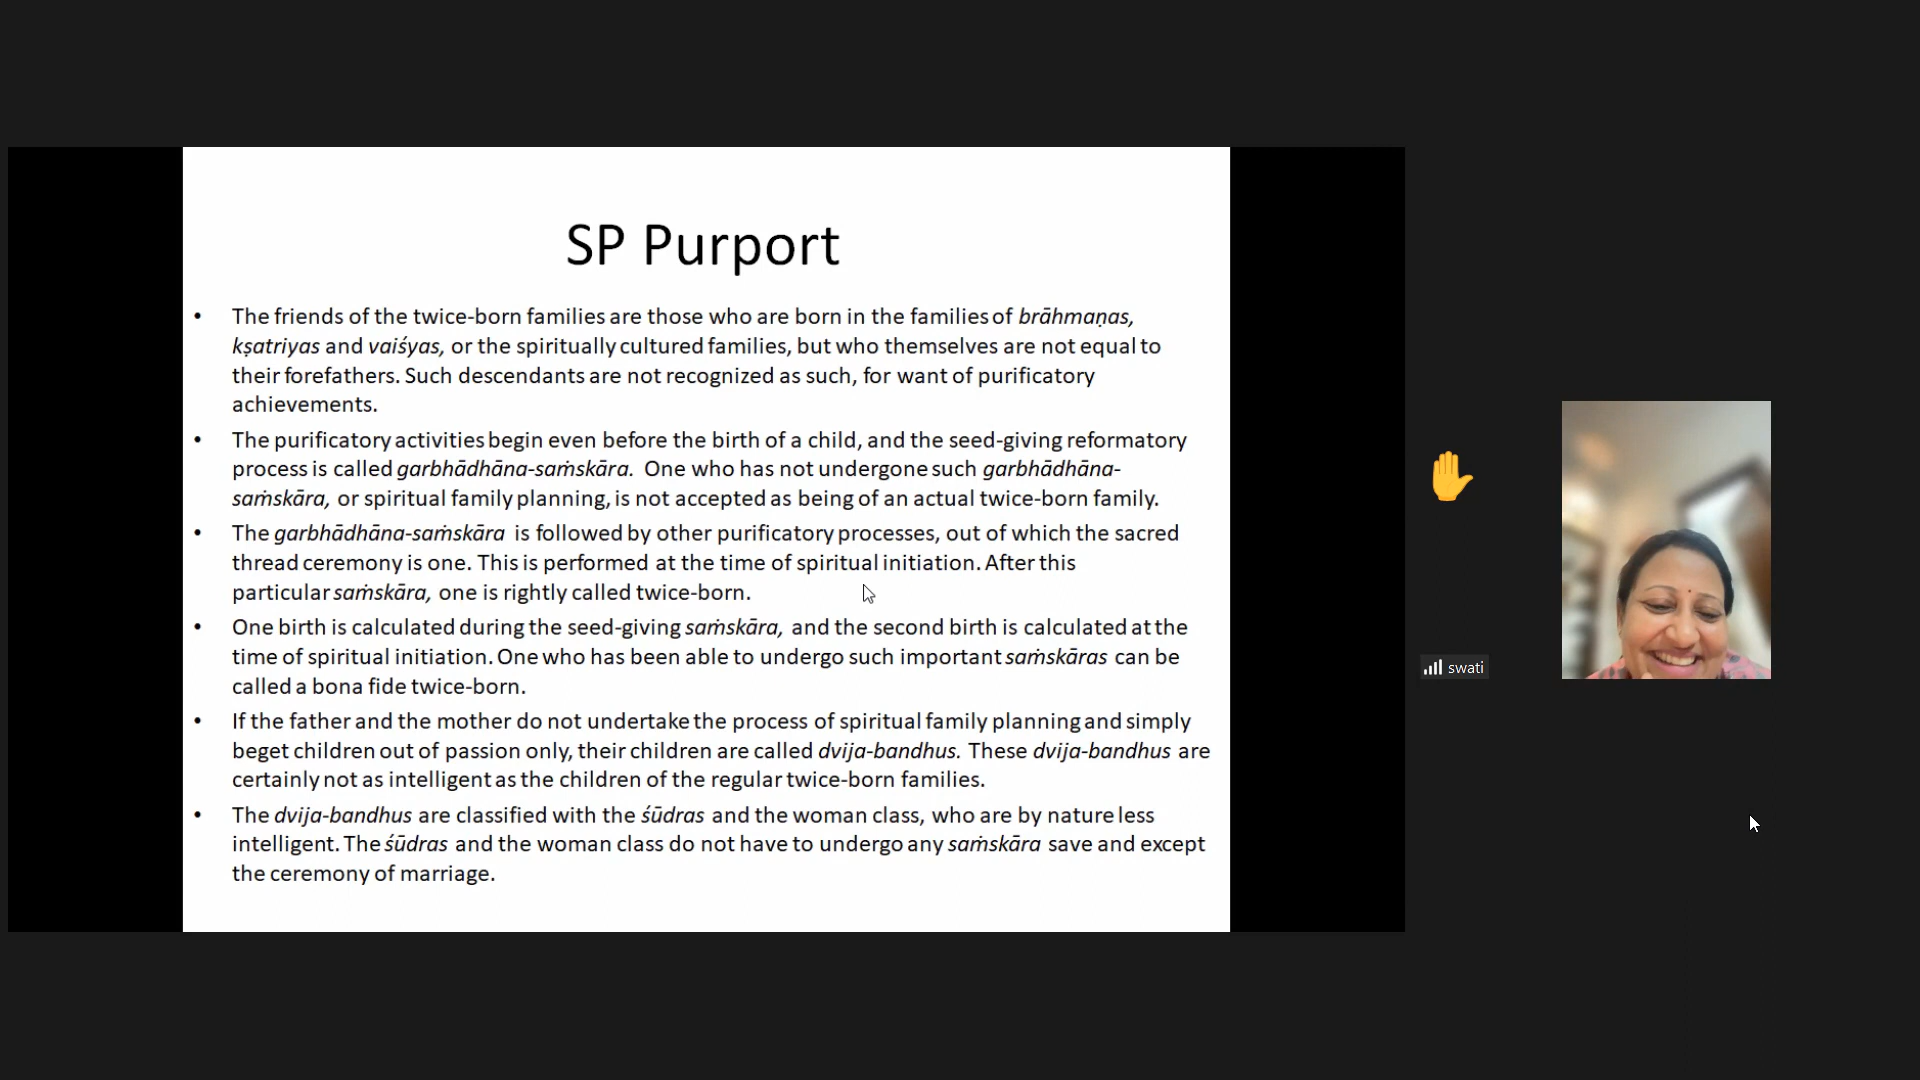 SP Purport
• The friends of the twice-born families are those who are born in the families of brāhmaṇas,
kṣatriyas and vaiśyas, or the spiritually cultured families, but who themselves are not equal to
their forefathers. Such descendants are not recognized as such, for want of purificatory
achievements.
• The purificatory activities begin even before the birth of a child, and the seed-giving reformatory
process is called garbhādhāna-saṁskāra. One who has not undergone such garbhādhāna-
saṁskāra, or spiritual family planning, is not accepted as being of an actual twice-born family.
• The garbhādhāna-saṁskāra is followed by other purificatory processes, out of which the sacred
thread ceremony is one. This is performed at the time of spiritual initiation. After this
particular saṁskāra, one is rightly called twice-born.
• One birth is calculated during the seed-giving saṁskāra, and the second birth is calculated at the
time of spiritual initiation. One who has been able to undergo such important saṁskāras can be
called a bona fide twice-born.
• If the father and the mother do not undertake the process of spiritual family planning and simply
beget children out of passion only, their children are called dvija-bandhus. These dvija-bandhus are
certainly not as intelligent as the children of the regular twice-born families.
• The dvija-bandhus are classified with the śūdras and the woman class, who are by nature less
intelligent. The śūdras and the woman class do not have to undergo any saṁskāra save and except
the ceremony of marriage.
swati